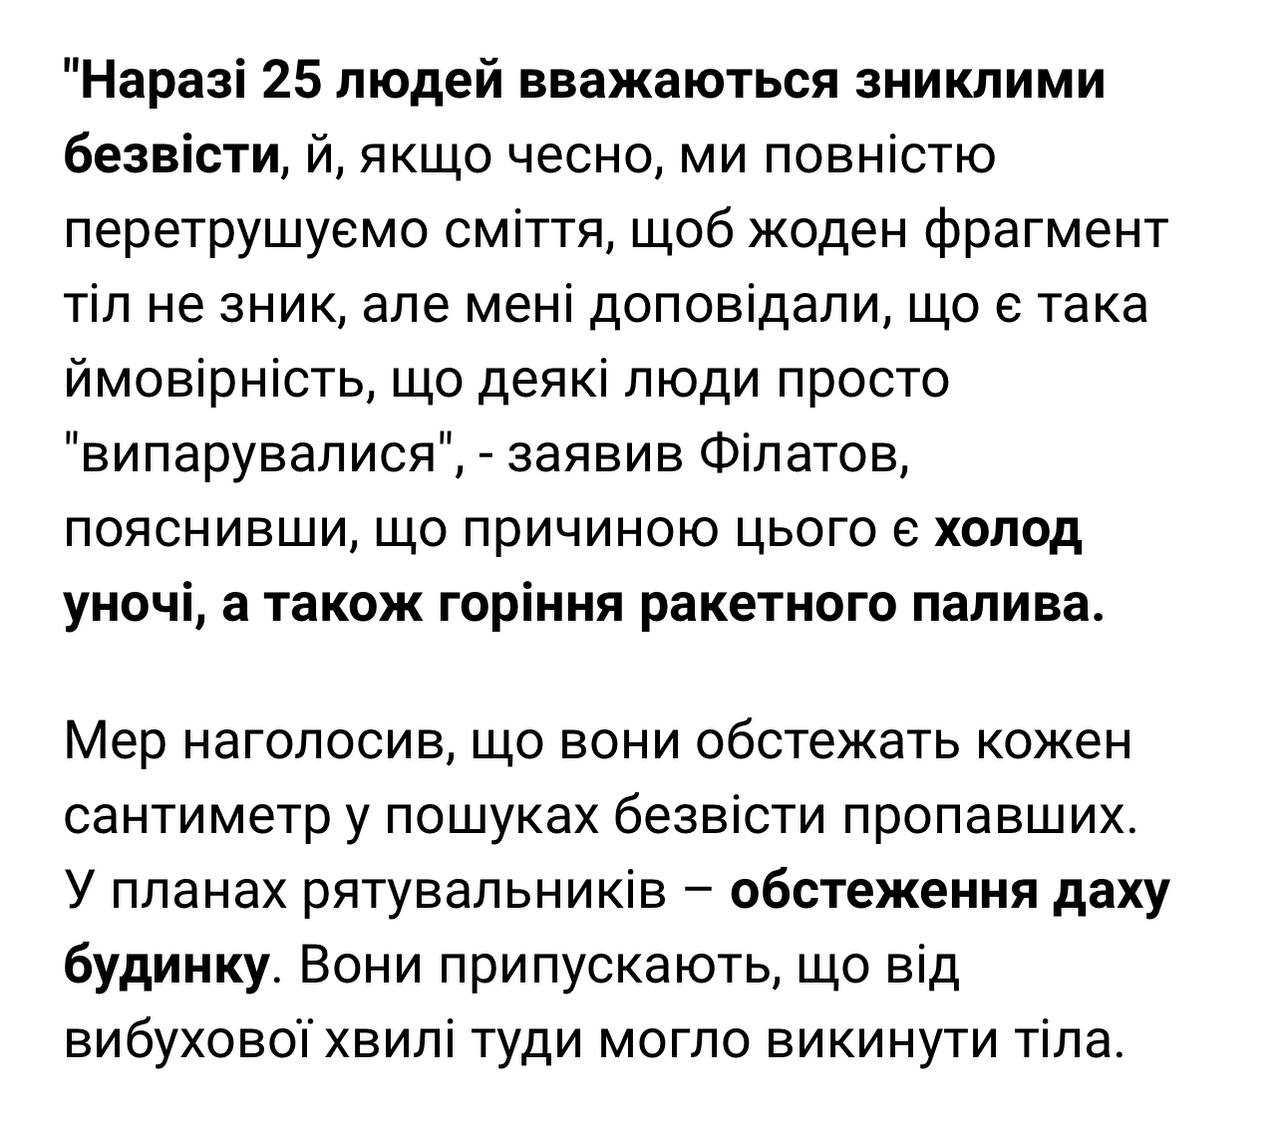 "Наразі 25 людей вважаються зниклими
безвісти, й, якщо чесно, ми повністю
перетрушуємо сміття, щоб жоден фрагмент
тіл не зник, але мені доповідали, що є така
ймовірність, що деякі люди просто
"випарувалися", - заявив Філатов,
пояснивши, що причиною цього є холод
уночі, а також горіння ракетного палива.
Мер наголосив, що вони обстежать кожен
сантиметр у пошуках безвісти пропавших.
У планах рятувальників – обстеження даху
будинку. Вони припускають, що від
вибухової хвилі туди могло викинути тіла.